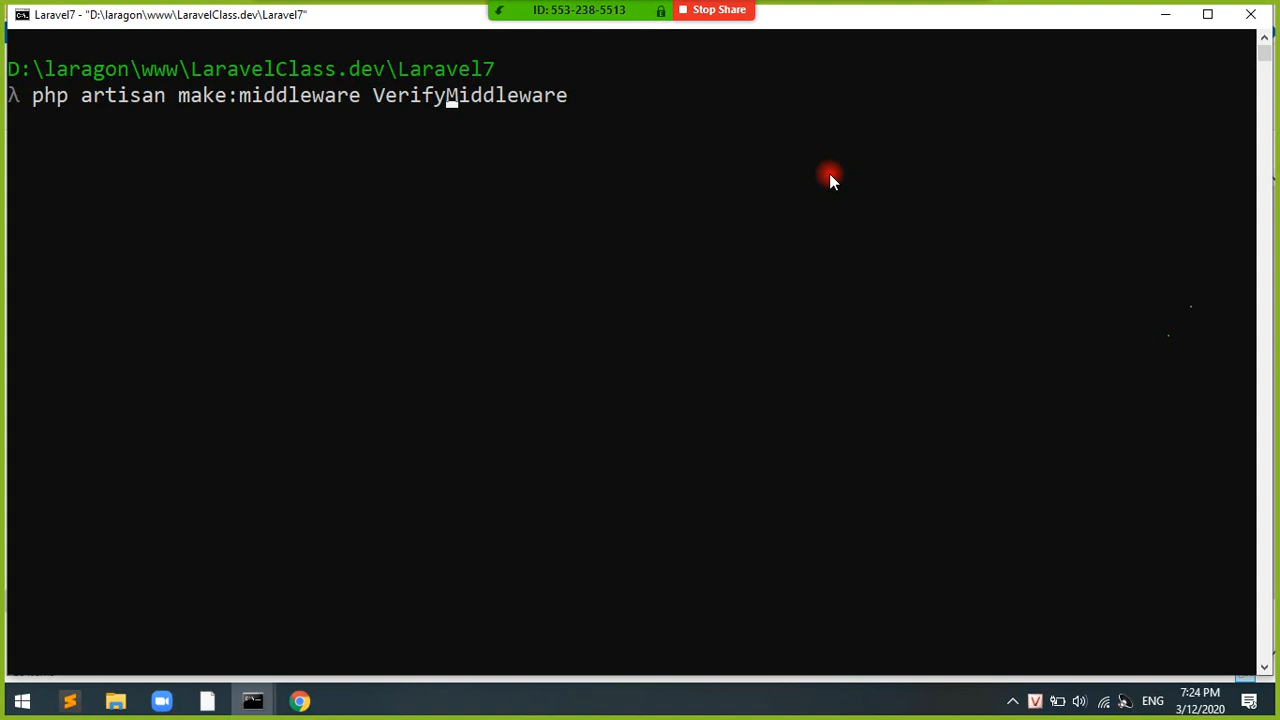 Laravel7 - "D:\laragon\www\LaravelClass.dev\Laravel7"
ID: 553-238-5513
Stop Share
D:\laragon\www\LaravelClass.dev\Laravel7
λ php artisan make:middleware VerifyMiddleware
ENG
7:24 PM
3/12/2020